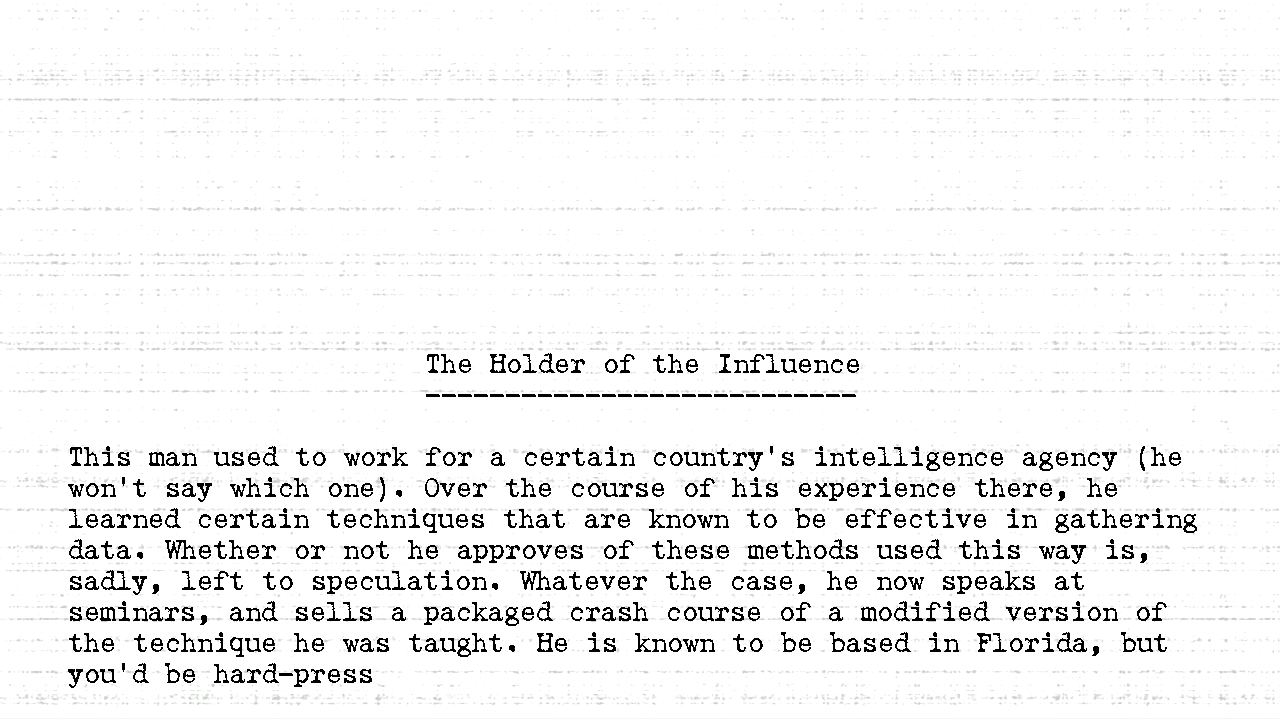 The Holder of the Influence
---------------------------
This man used to work for a certain country's intelligence agency (he
won't say which one). Over the course of his experience there, he
learned certain techniques that are known to be effective in gathering
data. Whether or not he approves of these methods used this way is,
sadly, left to speculation. Whatever the case, he now speaks at
seminars, and sells a packaged crash course of a modified version of
the technique he was taught. He is known to be based in Florida, but
you'd be hard-press